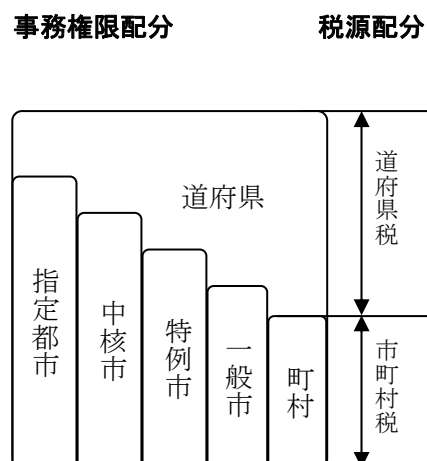 事務権限配分
税源配分
道府県
指定都市
中核市
特例市
一般市
町村
道府県税
市町村税